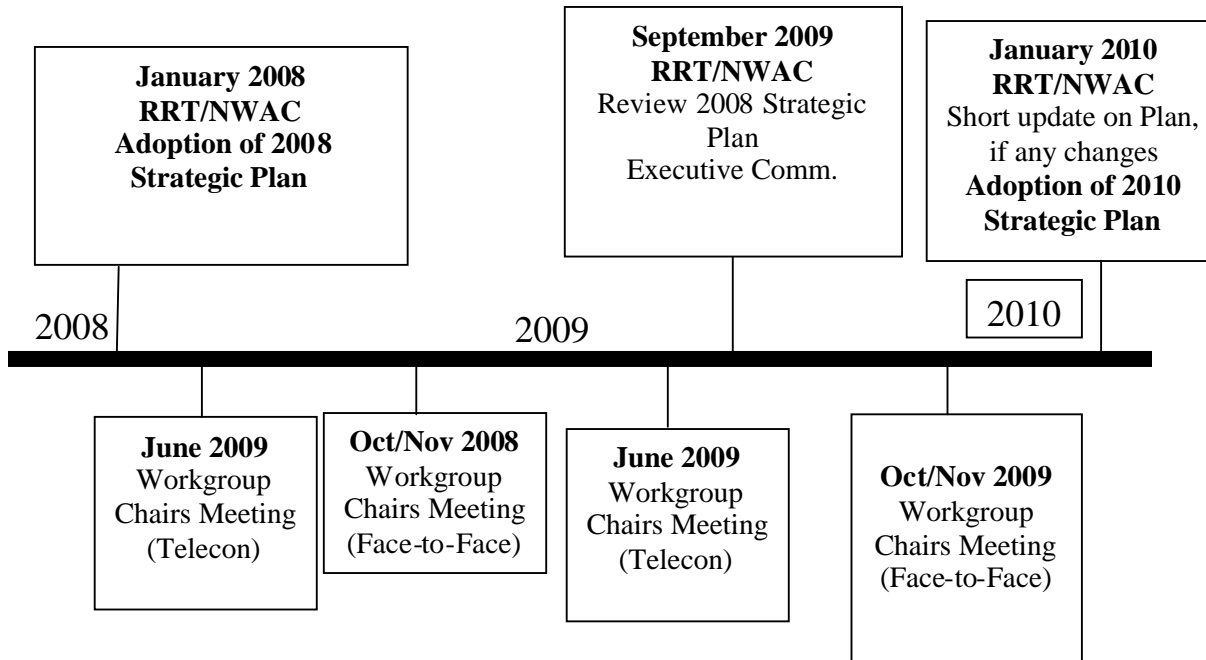 January 2008
RRT/NWAC
Adoption of 2008
Strategic Plan
September 2009
RRT/NWAC
Review 2008 Strategic
Plan
Executive Comm.
January 2010
RRT/NWAC
Short update on Plan,
if any changes
Adoption of 2010
Strategic Plan
2008
2009
2010
June 2009
Workgroup
Chairs Meeting
(Telecon)
Oct/Nov 2008
Workgroup
Chairs Meeting
(Face-to-Face)
June 2009
Workgroup
Chairs Meeting
(Telecon)
Oct/Nov 2009
Workgroup
Chairs Meeting
(Face-to-Face)